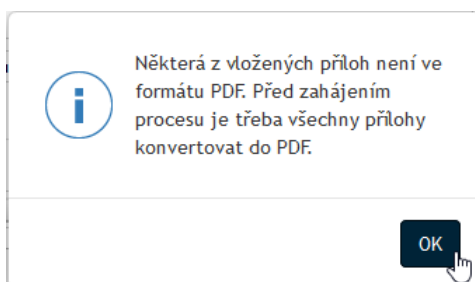 Některá z vložených příloh není ve
formátu PDF. Před zahájením
procesu je třeba všechny přílohy
konvertovat do PDF.
OK